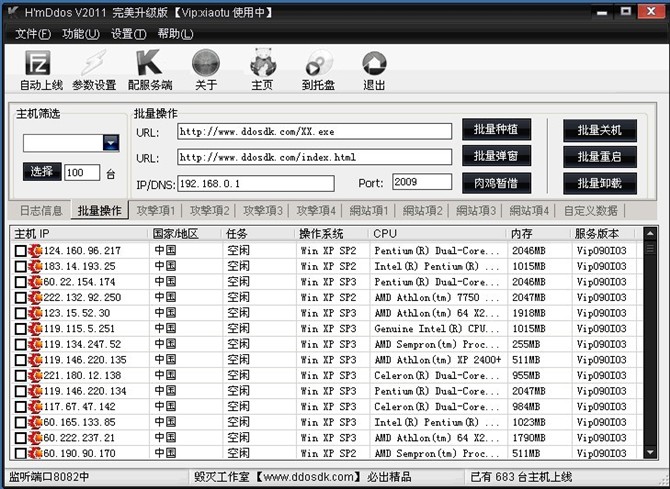 H'mDdos V2011 完美升级版【Vip:xiaotu 使用中】
文件(F) 功能(U) 设置(T) 帮助(L)
自动上线 参数设置 配服务端 关于 主页 到托盘 退出
主机筛选
选择 100 台
批量操作
URL: http://www.ddosdk.com/XX.exe 批量种植 批量关机
URL: http://www.ddosdk.com/index.html 批量弹窗 批量重启
IP/DNS: 192.168.0.1 Port: 2009 肉鸡暂借 批量卸载
日志信息 批量操作 攻撃項1 攻撃項2 攻撃項3 攻撃項4 網站項1 網站項2 網站項3 網站項4 自定义数据
主机IP 国家/地区 任务 操作系统 CPU 内存 服务版本
124.160.96.217 中国 空闲 Win XP SP2 Pentium(R) Dual-Core... 2046MB Vip090I03
183.14.193.25 中国 空闲 Win XP SP2 Intel(R) Pentium(R) ... 1015MB Vip090I03
60.22.154.174 中国 空闲 Win XP SP3 Pentium(R) Dual-Core... 2046MB Vip090I03
222.132.92.250 中国 空闲 Win XP SP2 AMD Athlon(tm) 7750 ... 2047MB Vip090I03
123.15.52.30 中国 空闲 Win XP SP3 AMD Athlon(tm) 64 X2... 1918MB Vip090I03
119.115.5.251 中国 空闲 Win XP SP3 Genuine Intel(R) CPU... 1015MB Vip090I03
119.134.247.52 中国 空闲 Win XP SP3 AMD Sempron(tm) Proc... 255MB Vip090I03
119.146.220.135 中国 空闲 Win XP SP3 AMD Athlon(tm) XP 2400+ 511MB Vip090I03
221.180.12.138 中国 空闲 Win XP SP3 Celeron(R) Dual-Core... 955MB Vip090I03
119.146.220.134 中国 空闲 Win XP SP3 Pentium(R) Dual-Core... 2047MB Vip090I03
117.67.47.142 中国 空闲 Win XP SP3 Celeron(R) Dual-Core... 984MB Vip090I03
60.165.133.85 中国 空闲 Win XP SP3 Intel(R) Pentium(R) ... 1023MB Vip090I03
60.222.237.21 中国 空闲 Win XP SP3 AMD Athlon(tm) 64 X2... 1790MB Vip090I03
60.190.90.170 中国 空闲 Win XP SP2 AMD Sempron(tm) Proc... 511MB Vip090I03
监听端口8082中 毁灭工作室【www.ddosdk.com】必出精品 已有 683 台主机上线